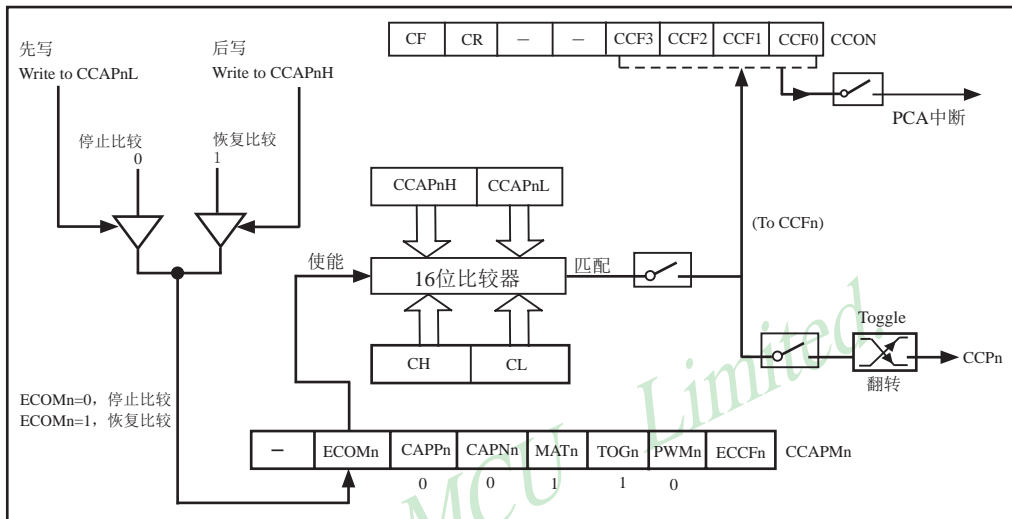 CF CR － － CCF3 CCF2 CCF1 CCF0 CCON
先写
Write to CCAPnL
后写
Write to CCAPnH
PCA中断
停止比较
0
恢复比较
1
CCAPnH CCAPnL
(To CCFn)
使能
16位比较器
匹配
CH CL
Toggle
翻转
CCPn
ECOMn=0，停止比较
ECOMn=1，恢复比较
－ ECOMn CAPPn CAPNn MATn TOGn PWMn ECCFn CCAPMn
0 0 1 1 0
MCU Limited.